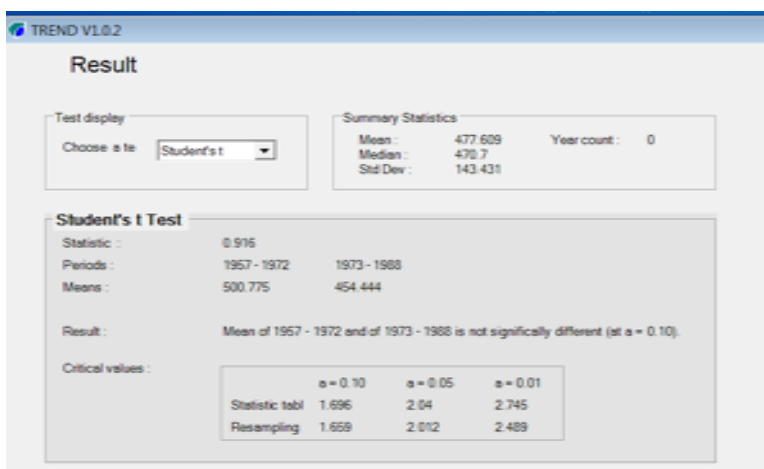 TREND V1.0.2
Result
Test display
Choose a te Student's t
Summary Statistics
Mean : 477.609 Year count : 0
Median : 470.7
Std Dev : 143.431
Student's t Test
Statistic : 0.916
Periods : 1957 - 1972 1973 - 1988
Means : 500.775 454.444
Result : Mean of 1957 - 1972 and of 1973 - 1988 is not significally different (at a = 0.10).
Critical values :
a = 0.10 a = 0.05 a = 0.01
Statistic tabl 1.696 2.04 2.745
Resampling 1.659 2.012 2.489